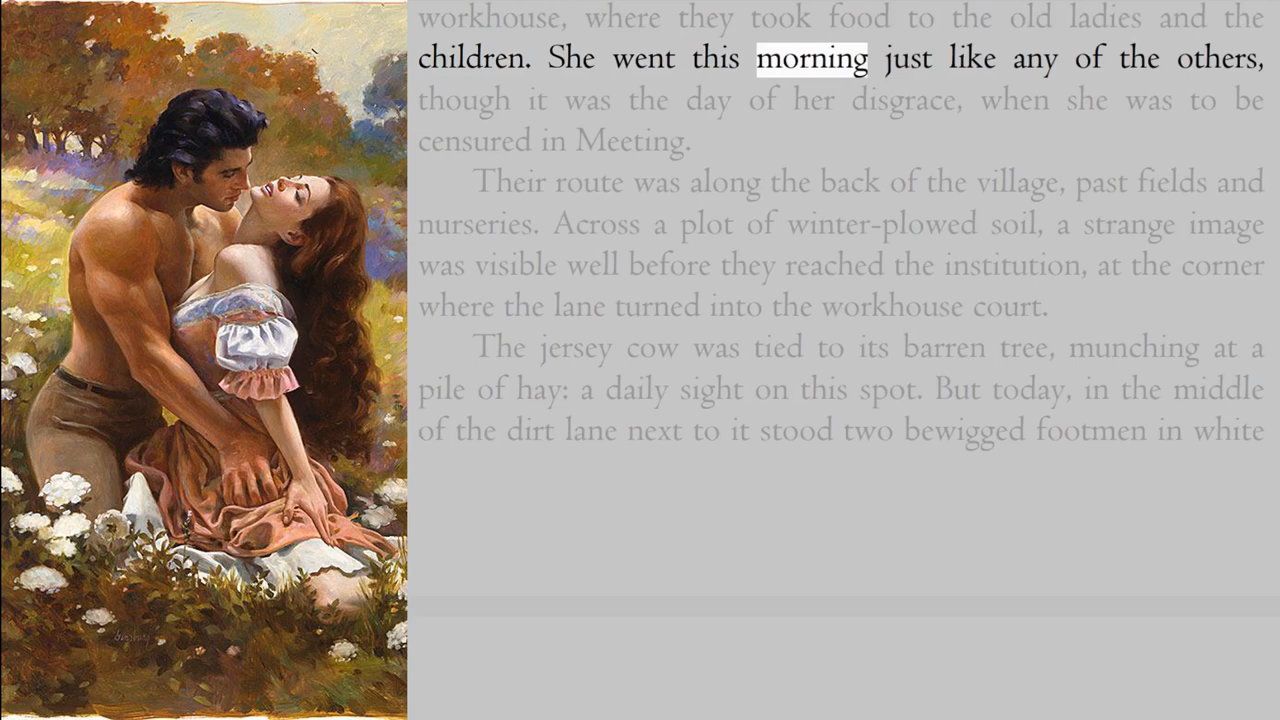 workhouse, where they took food to the old ladies and the
children. She went this morning just like any of the others,
though it was the day of her disgrace, when she was to be
censured in Meeting.
Their route was along the back of the village, past fields and
nurseries. Across a plot of winter-plowed soil, a strange image
was visible well before they reached the institution, at the corner
where the lane turned into the workhouse court.
The jersey cow was tied to its barren tree, munching at a
pile of hay: a daily sight on this spot. But today, in the middle
of the dirt lane next to it stood two bewigged footmen in white